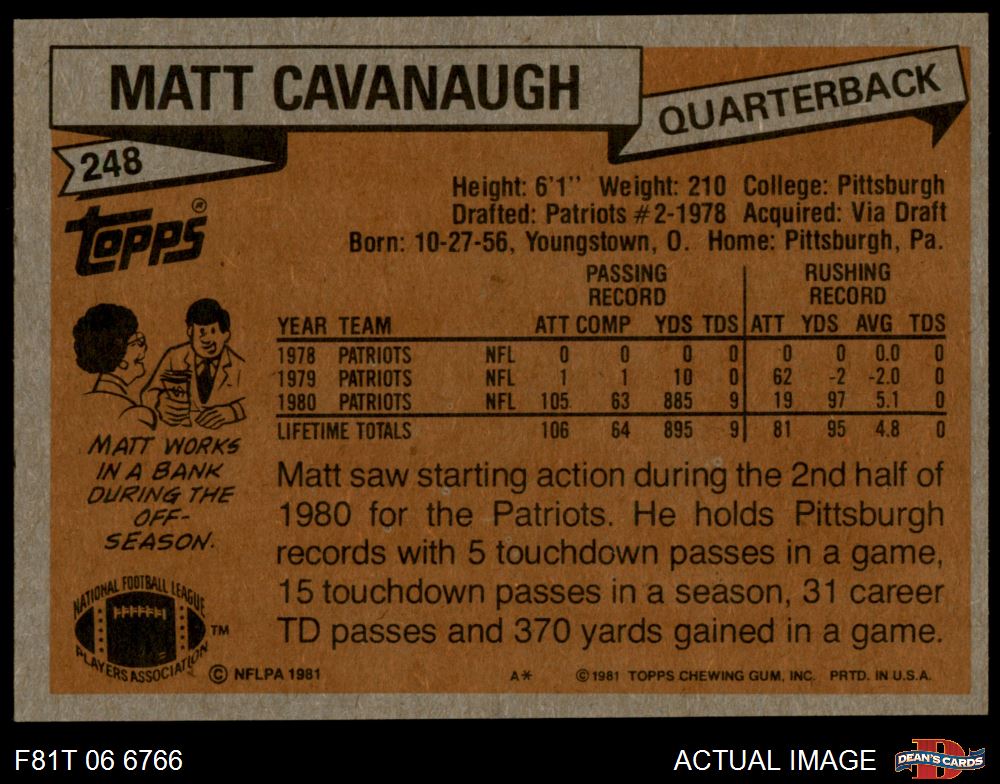 MATT CAVANAUGH
QUARTERBACK
248
Topps®
Height: 6'1'' Weight: 210 College: Pittsburgh
Drafted: Patriots #2-1978 Acquired: Via Draft
Born: 10-27-56, Youngstown, O. Home: Pittsburgh, Pa.
PASSING RECORD RUSHING RECORD
YEAR TEAM ATT COMP YDS TDS ATT YDS AVG TDS
1978 PATRIOTS NFL 0 0 0 0 0 0 0.0 0
1979 PATRIOTS NFL 1 1 10 0 62 -2 -2.0 0
1980 PATRIOTS NFL 105 63 885 9 19 97 5.1 0
LIFETIME TOTALS 106 64 895 9 81 95 4.8 0
MATT WORKS
IN A BANK
DURING THE
OFF-
SEASON.
Matt saw starting action during the 2nd half of
1980 for the Patriots. He holds Pittsburgh
records with 5 touchdown passes in a game,
15 touchdown passes in a season, 31 career
TD passes and 370 yards gained in a game.
NATIONAL FOOTBALL LEAGUE
PLAYERS ASSOCIATION
TM
© NFLPA 1981 A* ©1981 TOPPS CHEWING GUM, INC. PRTD. IN U.S.A.
F81T 06 6766 ACTUAL IMAGE DEAN'S CARDS